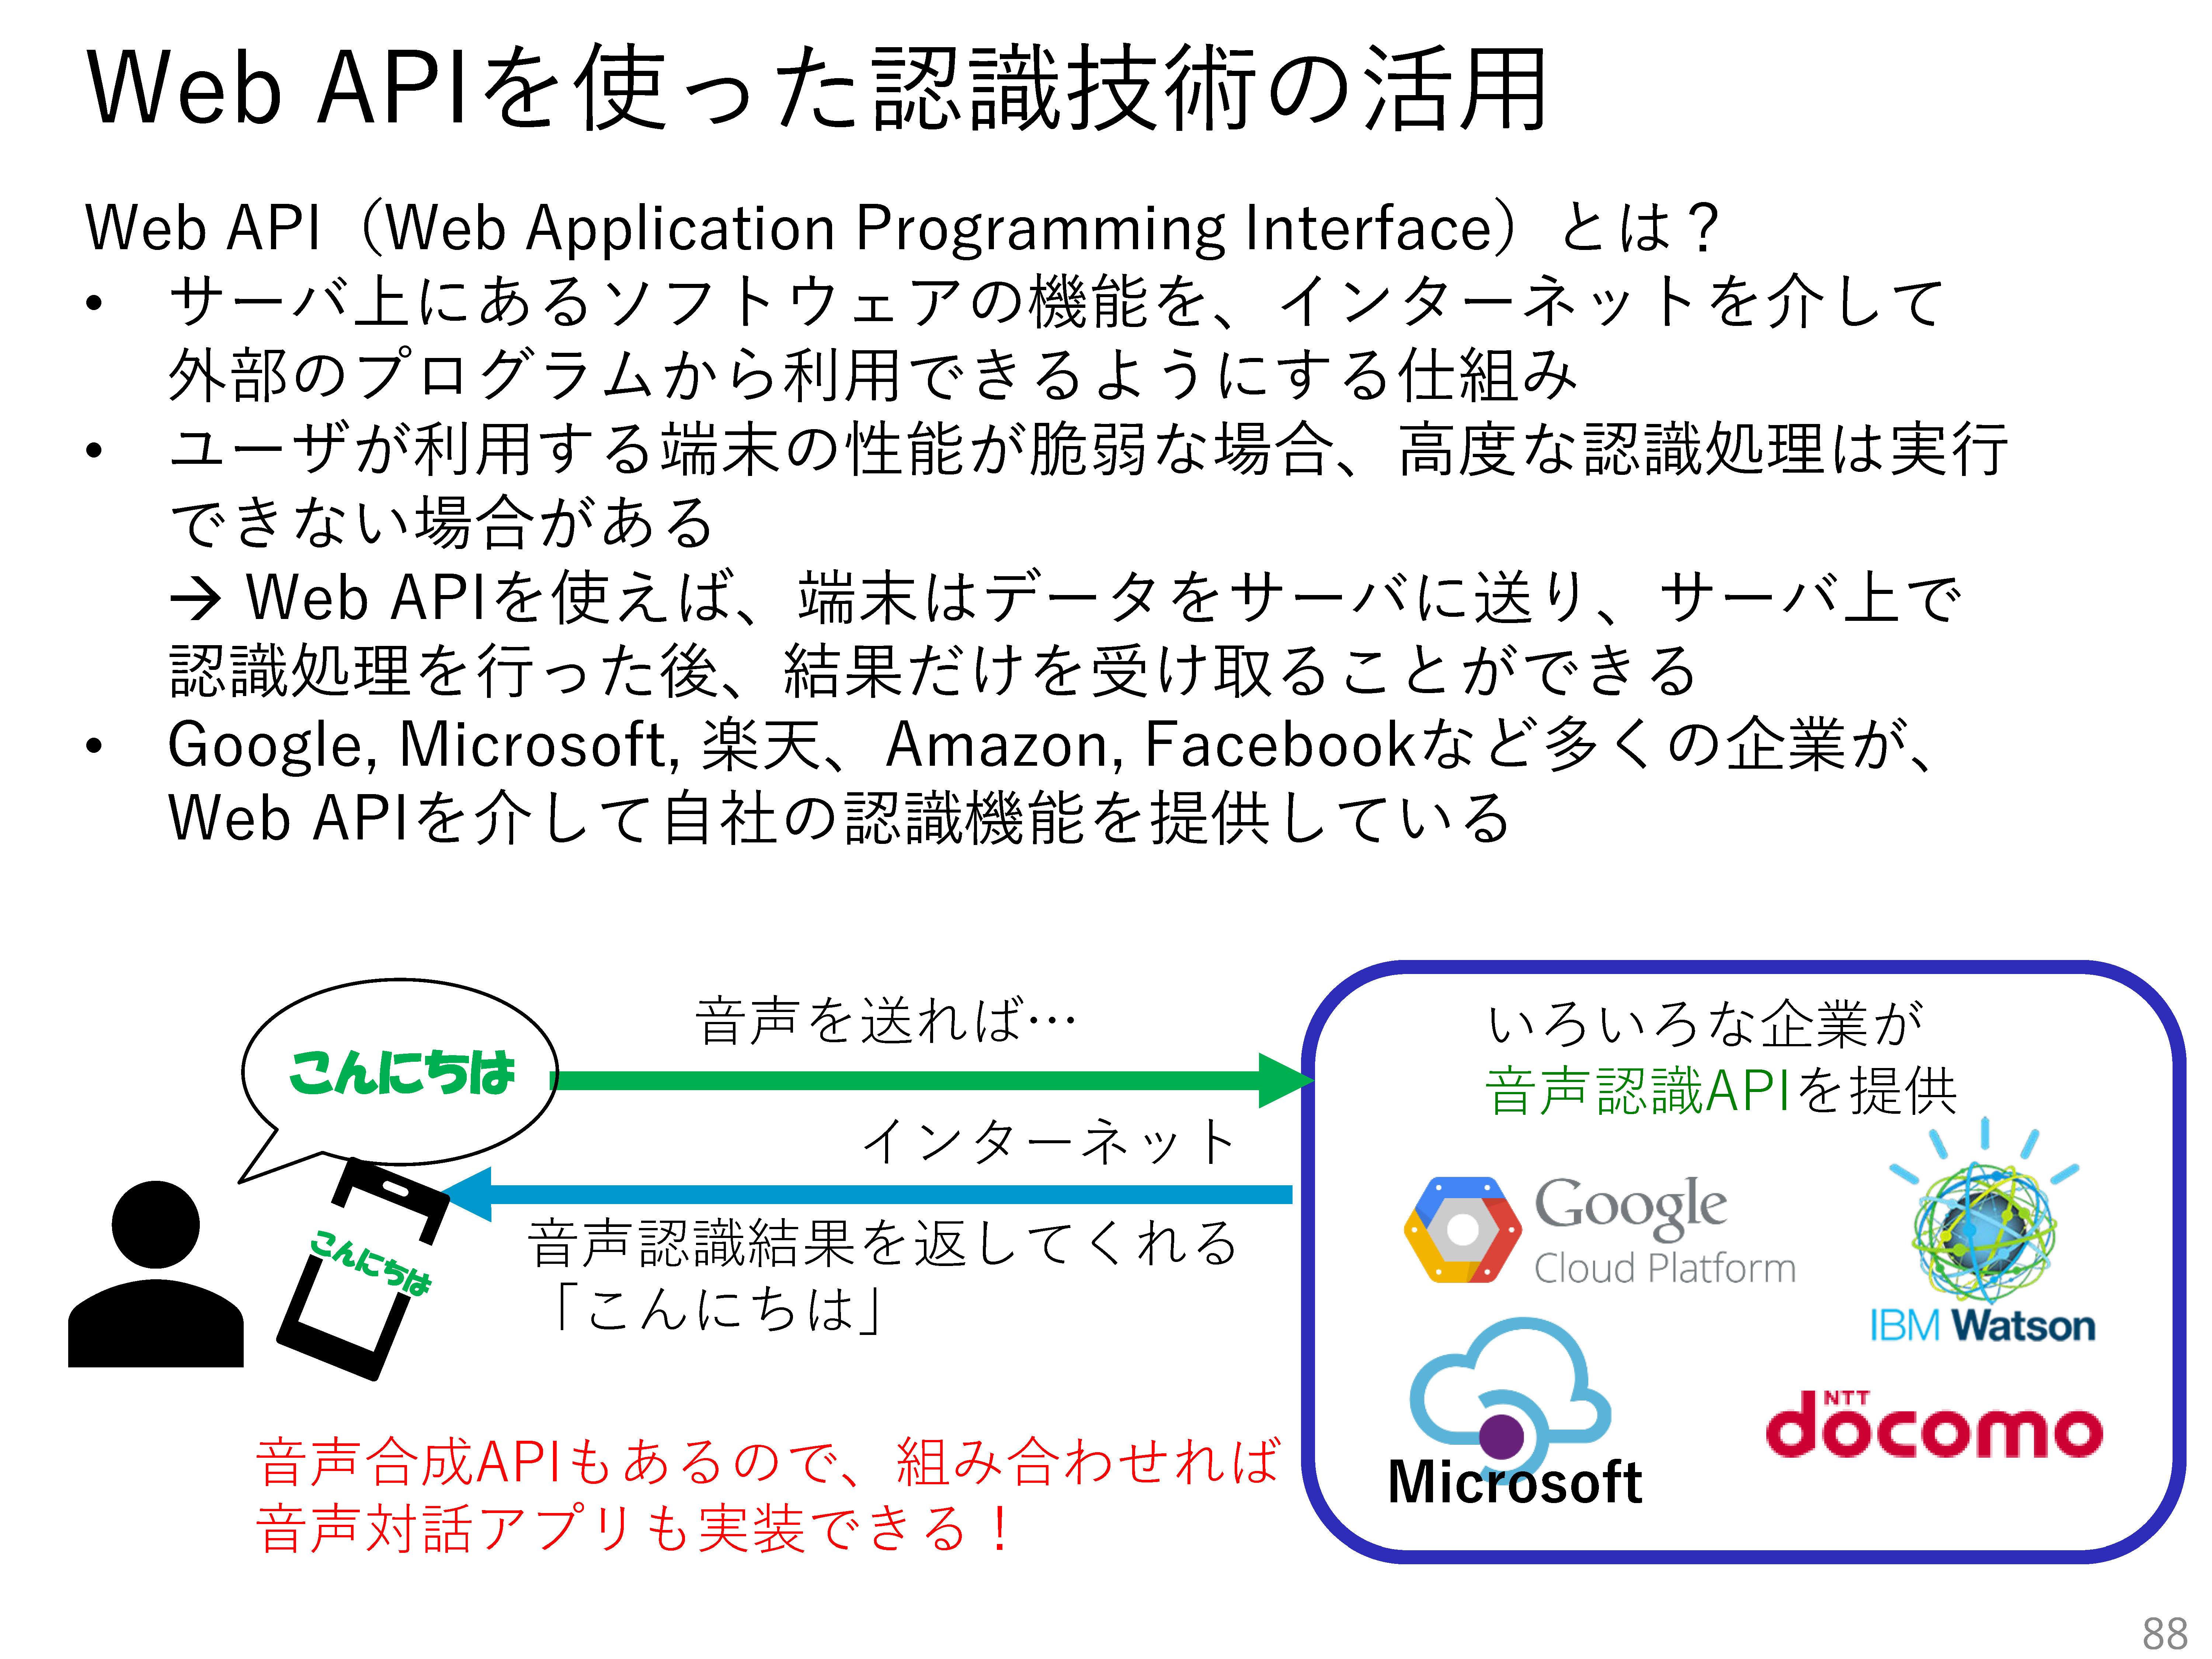 Web APIを使った認識技術の活用
Web API（Web Application Programming Interface）とは？
• サーバ上にあるソフトウェアの機能を、インターネットを介して
外部のプログラムから利用できるようにする仕組み
• ユーザが利用する端末の性能が脆弱な場合、高度な認識処理は実行
できない場合がある
→ Web APIを使えば、端末はデータをサーバに送り、サーバ上で
認識処理を行った後、結果だけを受け取ることができる
• Google, Microsoft, 楽天、Amazon, Facebookなど多くの企業が、
Web APIを介して自社の認識機能を提供している
こんにちは
音声を送れば…
インターネット
こんにちは
音声認識結果を返してくれる
「こんにちは」
いろいろな企業が
音声認識APIを提供
Google
Cloud Platform
IBM Watson
Microsoft
NTT
docomo
音声合成APIもあるので、組み合わせれば
音声対話アプリも実装できる！
88